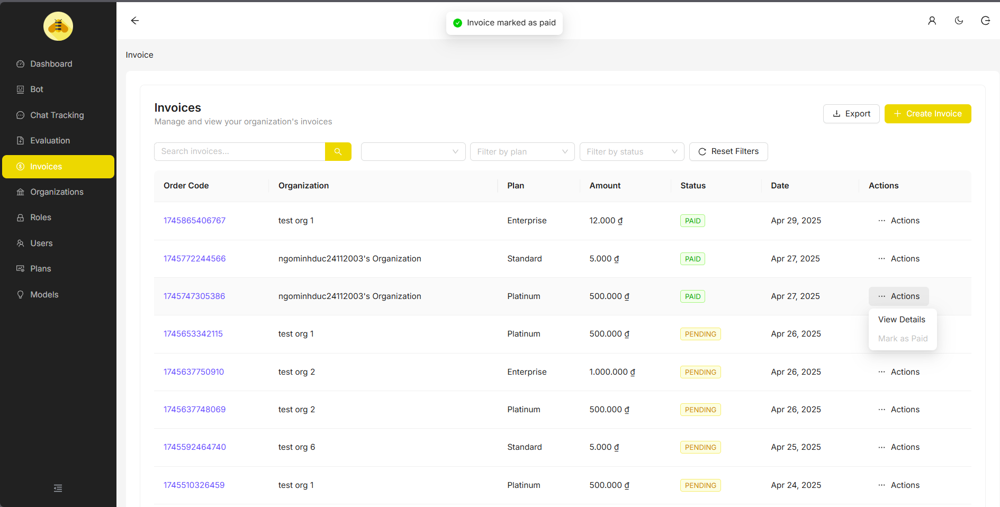 Invoice marked as paid
Dashboard
Bot
Chat Tracking
Evaluation
Invoices
Organizations
Roles
Users
Plans
Models
Invoice
Invoices
Manage and view your organization's invoices
Export
Create Invoice
Search invoices...
Filter by plan
Filter by status
Reset Filters
Order Code Organization Plan Amount Status Date Actions
1745865406767 test org 1 Enterprise 12.000 ₫ PAID Apr 29, 2025 ··· Actions
1745772244566 ngominhduc24112003's Organization Standard 5.000 ₫ PAID Apr 27, 2025 ··· Actions
1745747305386 ngominhduc24112003's Organization Platinum 500.000 ₫ PAID Apr 27, 2025 ··· Actions
View Details
Mark as Paid
1745653342115 test org 1 Platinum 500.000 ₫ PENDING Apr 26, 2025
1745637750910 test org 2 Enterprise 1.000.000 ₫ PENDING Apr 26, 2025 ··· Actions
1745637748069 test org 2 Platinum 500.000 ₫ PENDING Apr 26, 2025 ··· Actions
1745592464740 test org 6 Standard 5.000 ₫ PENDING Apr 25, 2025 ··· Actions
1745510326459 test org 1 Platinum 500.000 ₫ PENDING Apr 24, 2025 ··· Actions